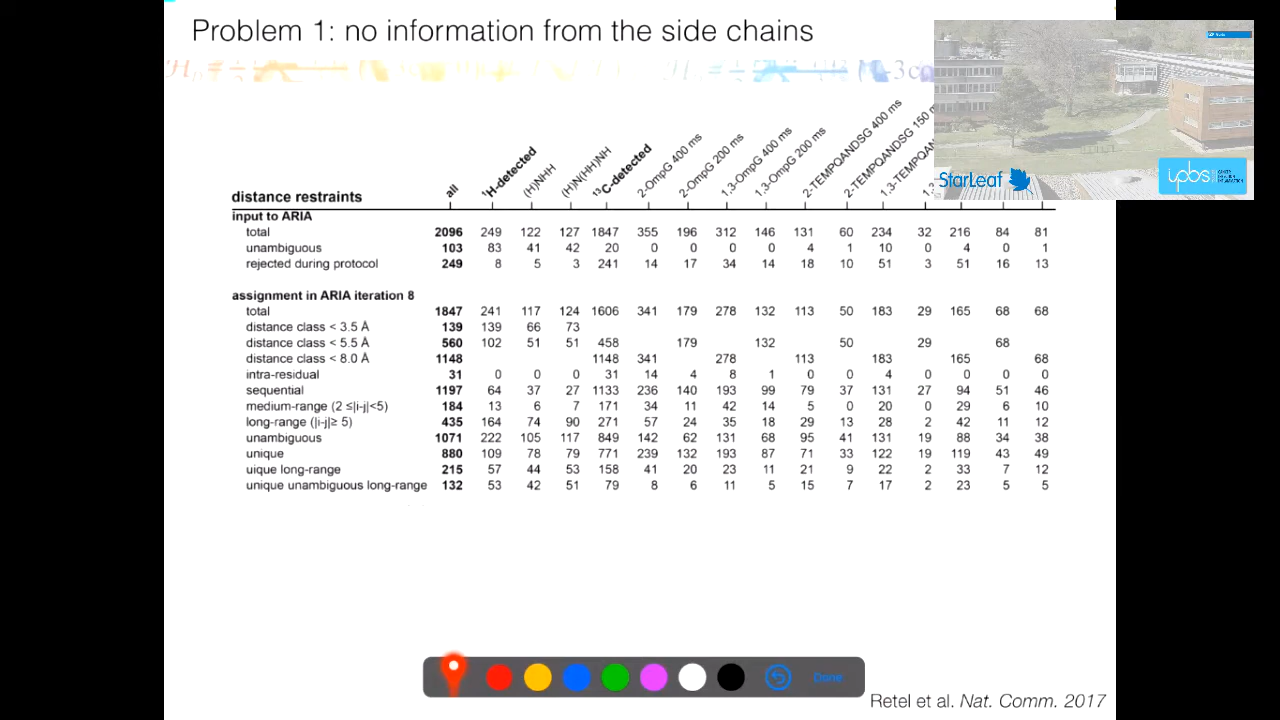 Problem 1: no information from the side chains
distance restraints all ¹H-detected (H)NHH (H)N(HH)NH ¹³C-detected 2-OmpG 400 ms 2-OmpG 200 ms 1,3-OmpG 400 ms 1,3-OmpG 200 ms 2-TEMPQANDSG 400 ms 2-TEMPQANDSG 150 m 1,3-TEMPQAN
input to ARIA
total 2096 249 122 127 1847 355 196 312 146 131 60 234 32 216 84 81
unambiguous 103 83 41 42 20 0 0 0 0 4 1 10 0 4 0 1
rejected during protocol 249 8 5 3 241 14 17 34 14 18 10 51 3 51 16 13
assignment in ARIA iteration 8
total 1847 241 117 124 1606 341 179 278 132 113 50 183 29 165 68 68
distance class < 3.5 Å 139 139 66 73
distance class < 5.5 Å 560 102 51 51 458 179 132 50 29 68
distance class < 8.0 Å 1148 1148 341 278 113 183 165 68
intra-residual 31 0 0 0 31 14 4 8 1 0 0 4 0 0 0 0
sequential 1197 64 37 27 1133 236 140 193 99 79 37 131 27 94 51 46
medium-range (2 ≤|i-j|<5) 184 13 6 7 171 34 11 42 14 5 0 20 0 29 6 10
long-range (|i-j|≥ 5) 435 164 74 90 271 57 24 35 18 29 13 28 2 42 11 12
unambiguous 1071 222 105 117 849 142 62 131 68 95 41 131 19 88 34 38
unique 880 109 78 79 771 239 132 193 87 71 33 122 19 119 43 49
uique long-range 215 57 44 53 158 41 20 23 11 21 9 22 2 33 7 12
unique unambiguous long-range 132 53 42 51 79 8 6 11 5 15 7 17 2 23 5 5
StarLeaf
ipbs
Done
Retel et al. Nat. Comm. 2017